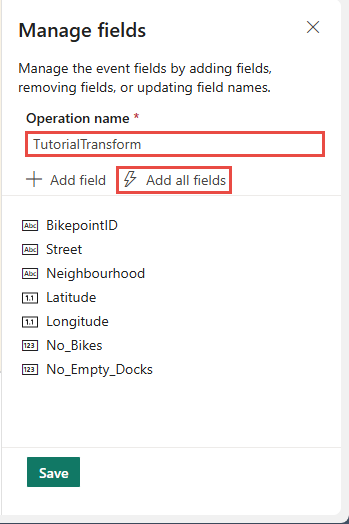 Manage fields
Manage the event fields by adding fields,
removing fields, or updating field names.
Operation name *
TutorialTransform
Add field Add all fields
Abc BikepointID
Abc Street
Abc Neighbourhood
1.1 Latitude
1.1 Longitude
123 No_Bikes
123 No_Empty_Docks
Save